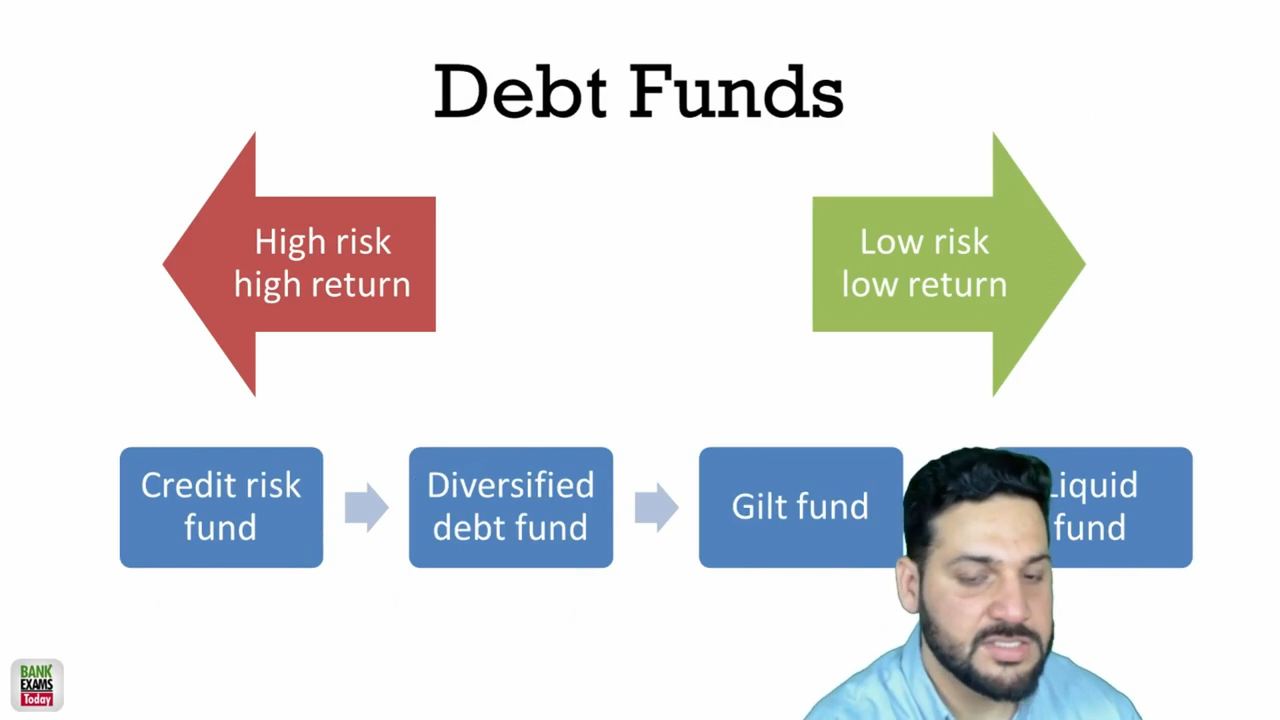 Debt Funds
High risk
high return
Low risk
low return
Credit risk
fund
Diversified
debt fund
Gilt fund
Liquid
fund
BANK
EXAMS
Today